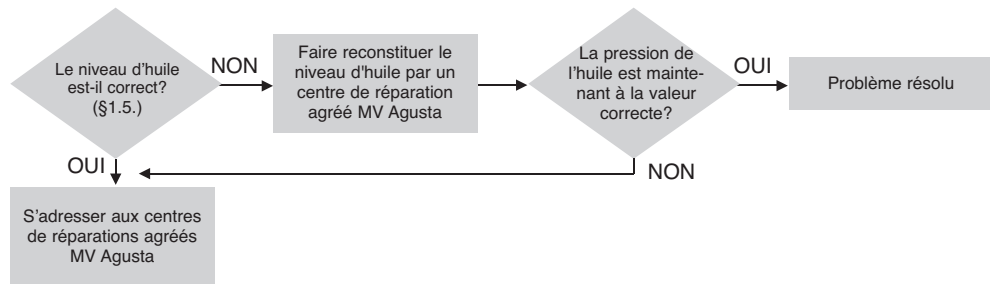 Le niveau d’huile
est-il correct?
(§1.5.)
NON
Faire reconstituer le
niveau d'huile par un
centre de réparation
agréé MV Agusta
La pression de
l’huile est mainte-
nant à la valeur
correcte?
OUI
Problème résolu
OUI
NON
S’adresser aux centres
de réparations agréés
MV Agusta